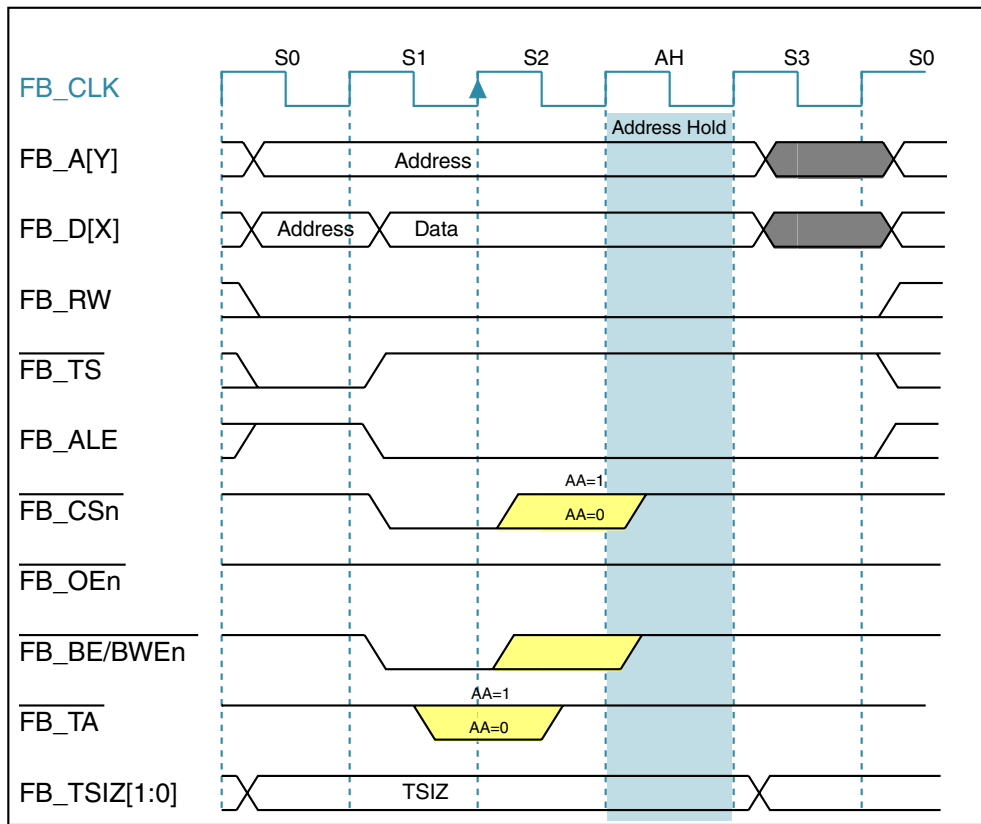 S0 S1 S2 AH S3 S0
FB_CLK
Address Hold
FB_A[Y] Address
FB_D[X] Address Data
FB_RW
FB_TS
FB_ALE
AA=1
FB_CSn AA=0
FB_OEn
FB_BE/BWEn
AA=1
FB_TA AA=0
FB_TSIZ[1:0] TSIZ